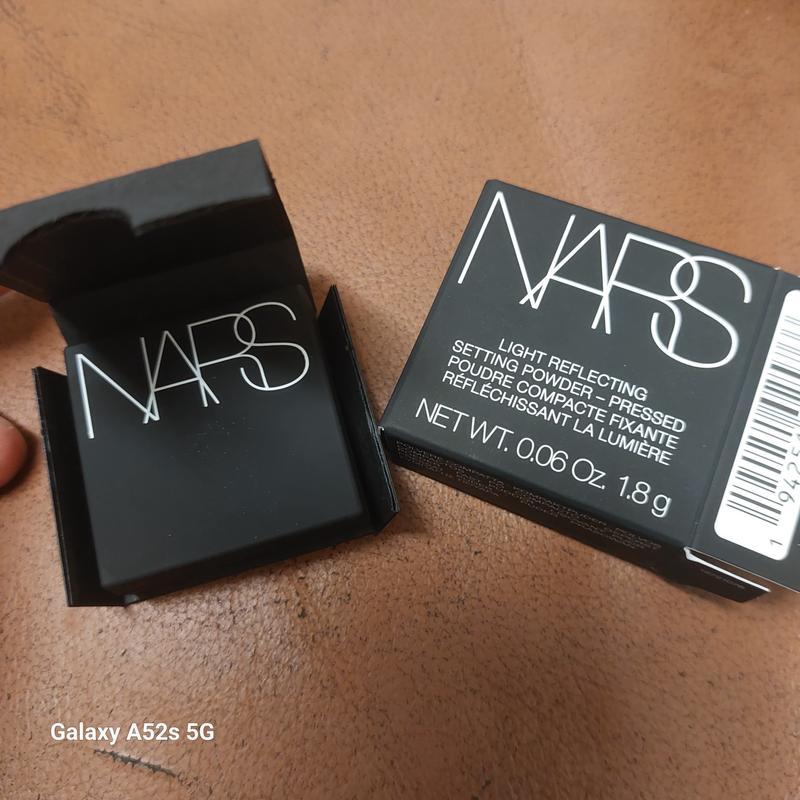 NARS
NARS
LIGHT REFLECTING
SETTING POWDER – PRESSED
POUDRE COMPACTE FIXANTE
RÉFLÉCHISSANT LA LUMIÈRE
NET WT. 0.06 Oz. 1.8 g
Galaxy A52s 5G